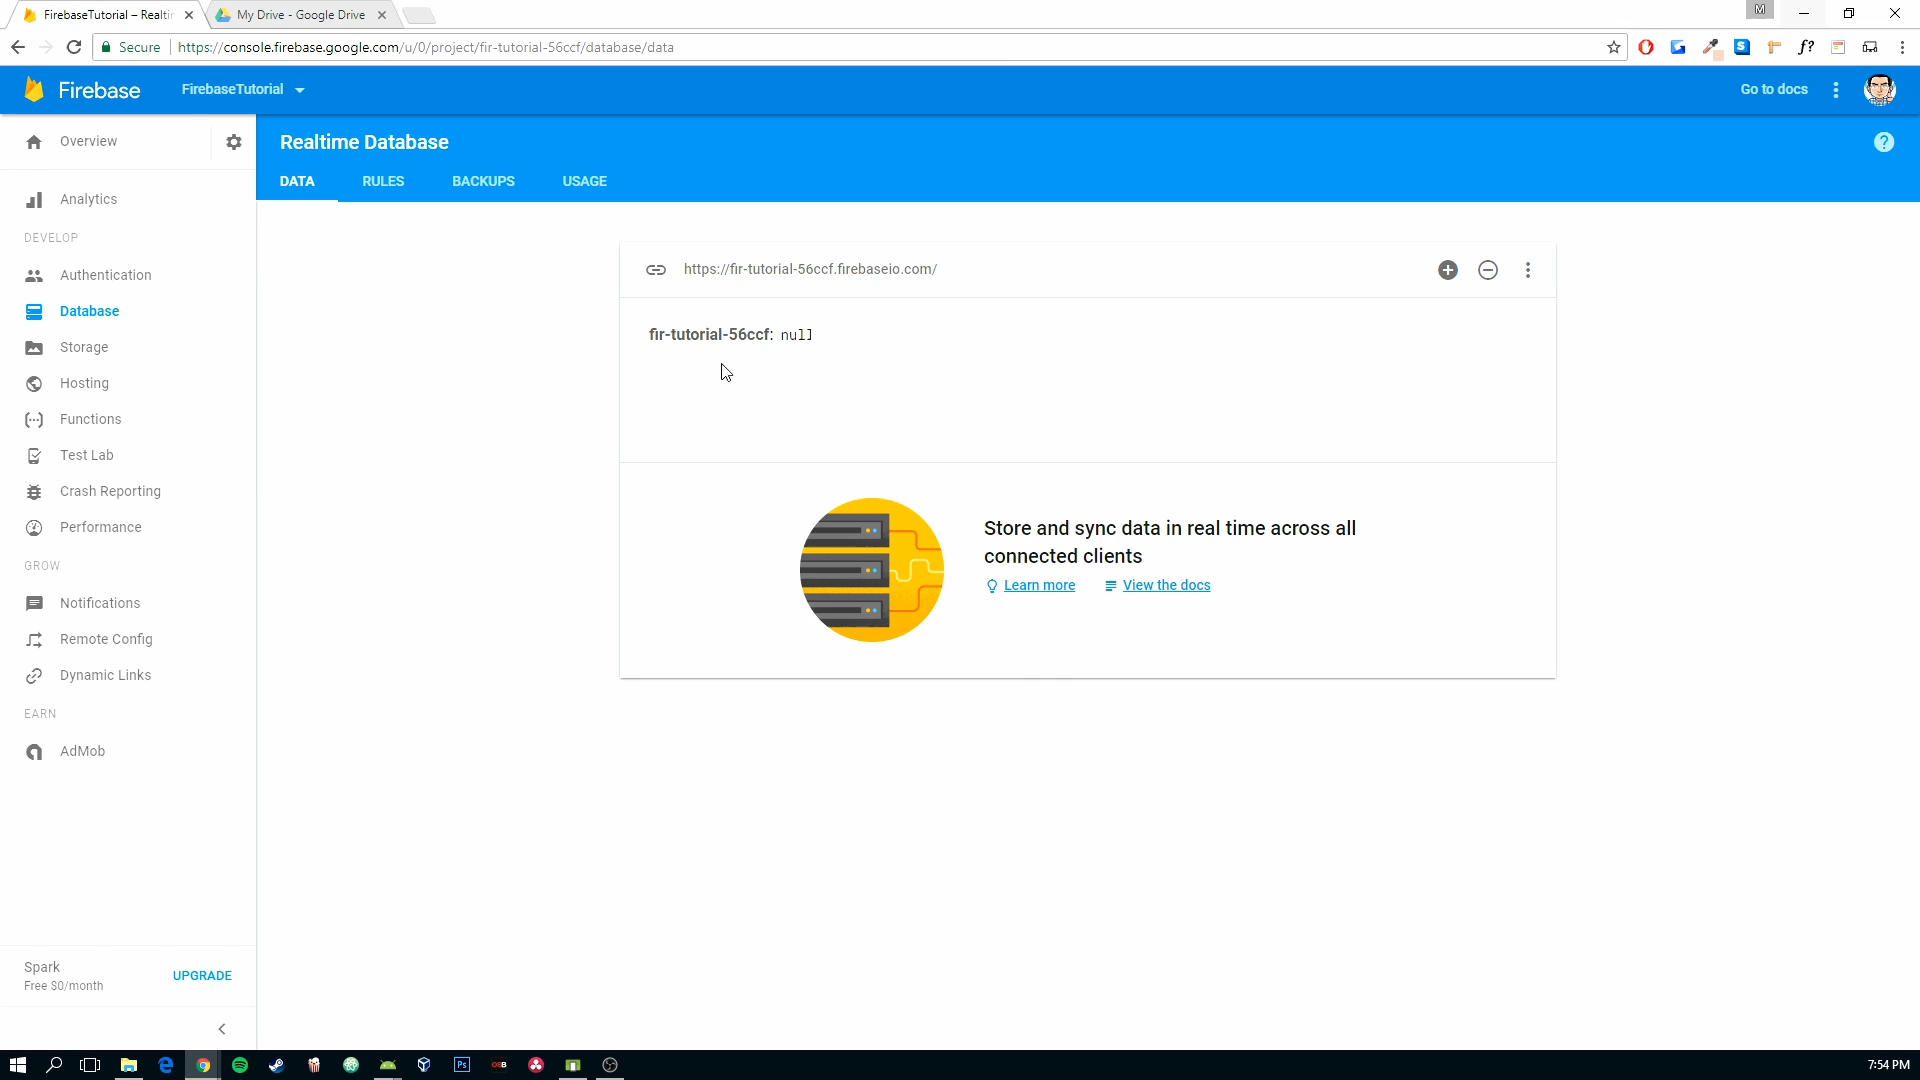 FirebaseTutorial – Realtin
My Drive - Google Drive
M
Secure
https://console.firebase.google.com/u/0/project/fir-tutorial-56ccf/database/data
S
f?
Firebase
FirebaseTutorial
Go to docs
Overview
Realtime Database
?
DATA
RULES
BACKUPS
USAGE
Analytics
DEVELOP
Authentication
Database
Storage
Hosting
Functions
Test Lab
Crash Reporting
Performance
GROW
Notifications
Remote Config
Dynamic Links
EARN
AdMob
https://fir-tutorial-56ccf.firebaseio.com/
fir-tutorial-56ccf: null
Store and sync data in real time across all
connected clients
Learn more
View the docs
Spark
Free $0/month
UPGRADE
Ps
7:54 PM